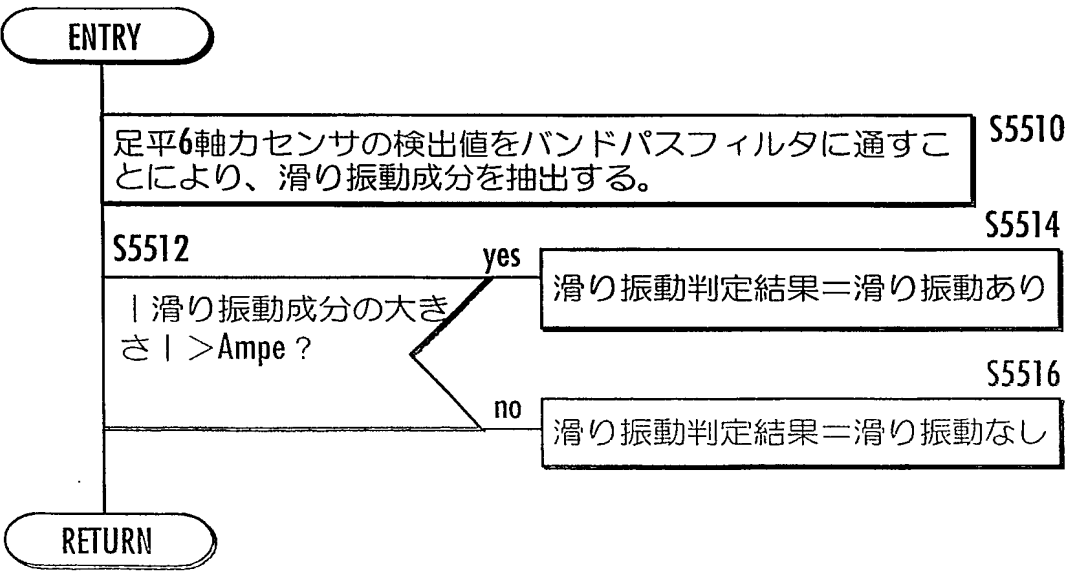 ENTRY
足平6軸力センサの検出値をバンドパスフィルタに通すこ
とにより、滑り振動成分を抽出する。
S5510
S5512
yes
S5514
滑り振動判定結果＝滑り振動あり
｜滑り振動成分の大き
さ｜＞Ampe？
S5516
no
滑り振動判定結果＝滑り振動なし
RETURN